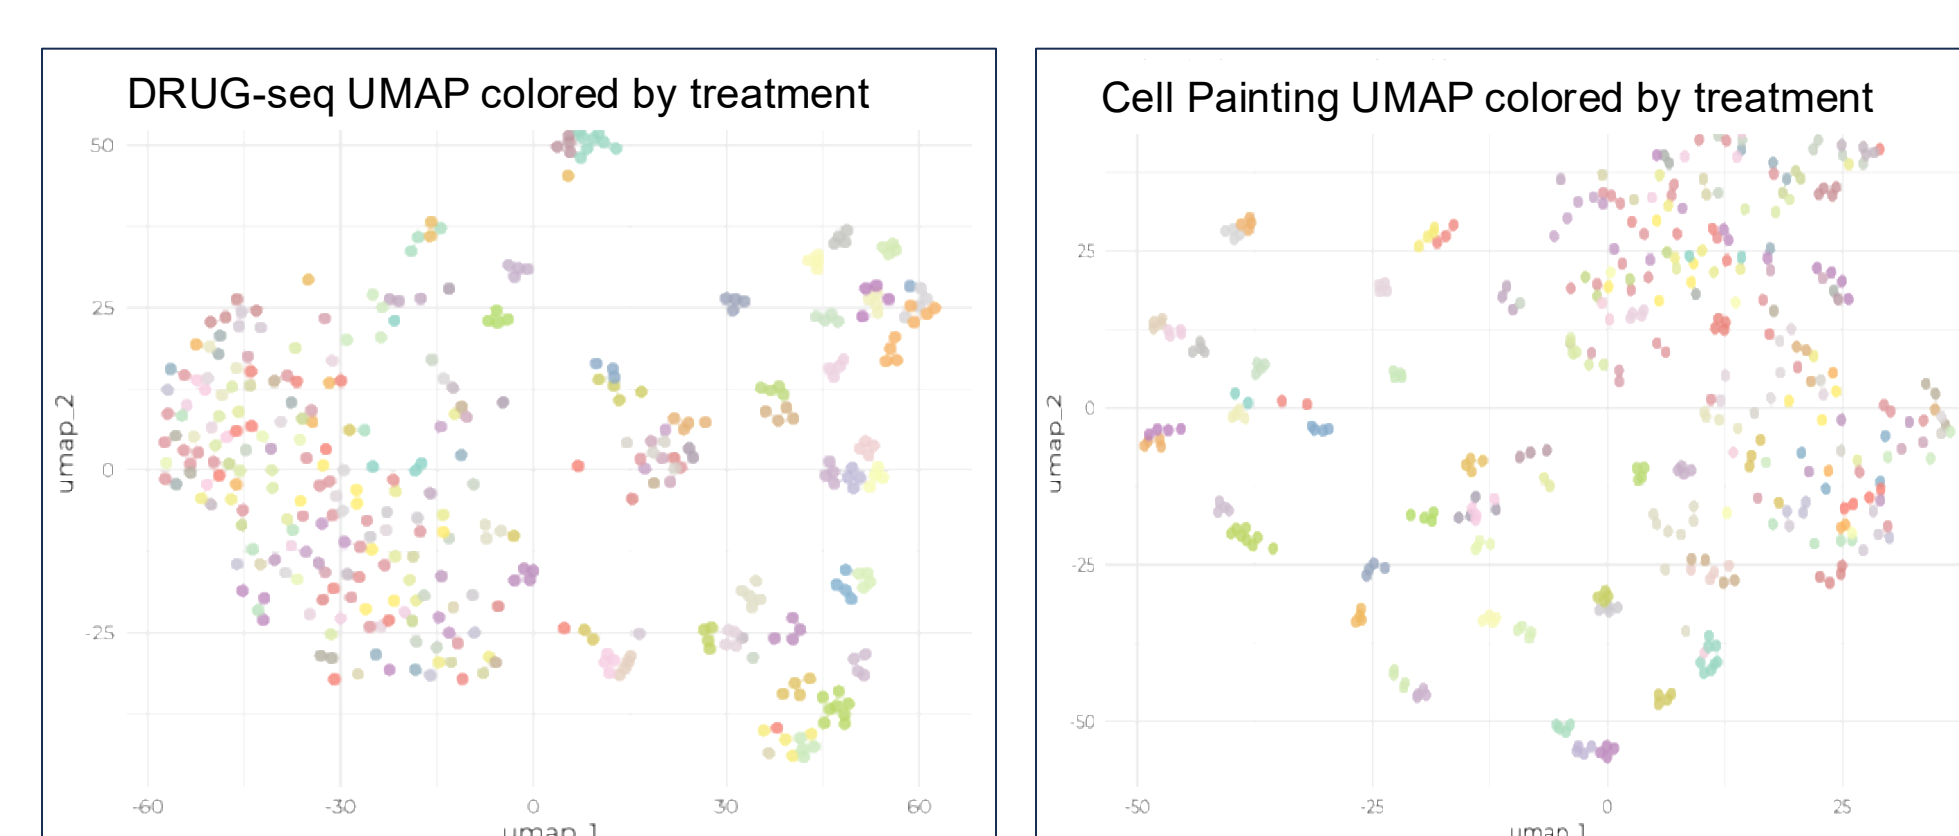 DRUG-seq UMAP colored by treatment
50
25
0
-25
umap_2
-60 -30 0 30 60
umap_1
Cell Painting UMAP colored by treatment
25
0
-25
-50
umap_2
-50 -25 0 25
umap_1